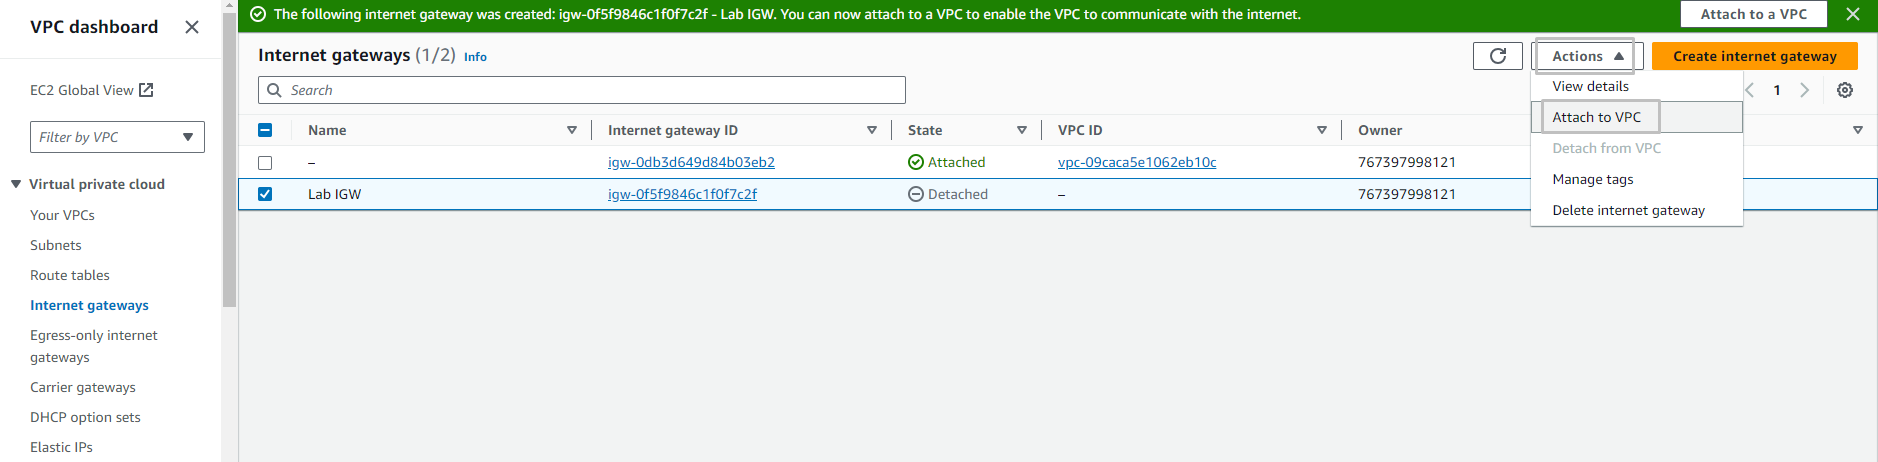 VPC dashboard
EC2 Global View
Filter by VPC
Virtual private cloud
Your VPCs
Subnets
Route tables
Internet gateways
Egress-only internet
gateways
Carrier gateways
DHCP option sets
Elastic IPs
The following internet gateway was created: igw-0f5f9846c1f0f7c2f - Lab IGW. You can now attach to a VPC to enable the VPC to communicate with the internet.
Attach to a VPC
Internet gateways (1/2) Info
Actions
Create internet gateway
Search
1
View details
Attach to VPC
Detach from VPC
Manage tags
Delete internet gateway
Name Internet gateway ID State VPC ID Owner
– igw-0db3d649d84b03eb2 Attached vpc-09caca5e1062eb10c 767397998121
Lab IGW igw-0f5f9846c1f0f7c2f Detached – 767397998121